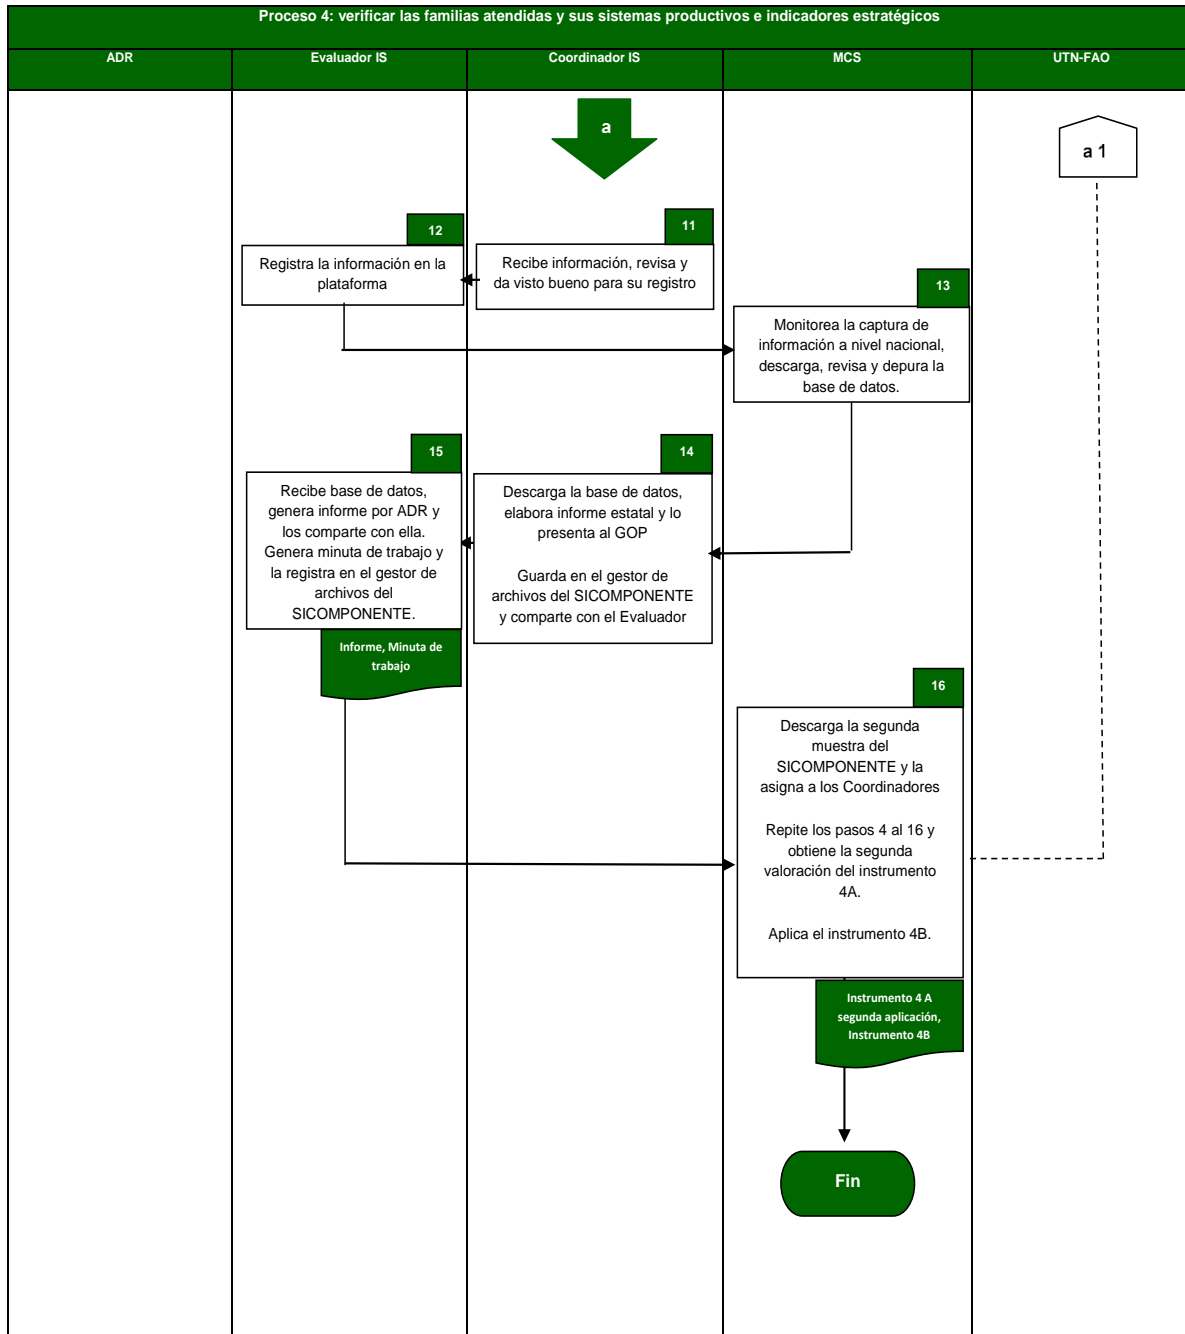 Proceso 4: verificar las familias atendidas y sus sistemas productivos e indicadores estratégicos
ADR
Evaluador IS
Coordinador IS
MCS
UTN-FAO
a
a 1
12
Registra la información en la
plataforma
11
Recibe información, revisa y
da visto bueno para su registro
13
Monitorea la captura de
información a nivel nacional,
descarga, revisa y depura la
base de datos.
15
Recibe base de datos,
genera informe por ADR y
los comparte con ella.
Genera minuta de trabajo y
la registra en el gestor de
archivos del
SICOMPONENTE.
Informe, Minuta de
trabajo
14
Descarga la base de datos,
elabora informe estatal y lo
presenta al GOP
Guarda en el gestor de
archivos del SICOMPONENTE
y comparte con el Evaluador
16
Descarga la segunda
muestra del
SICOMPONENTE y la
asigna a los Coordinadores
Repite los pasos 4 al 16 y
obtiene la segunda
valoración del instrumento
4A.
Aplica el instrumento 4B.
Instrumento 4 A
segunda aplicación,
Instrumento 4B
Fin